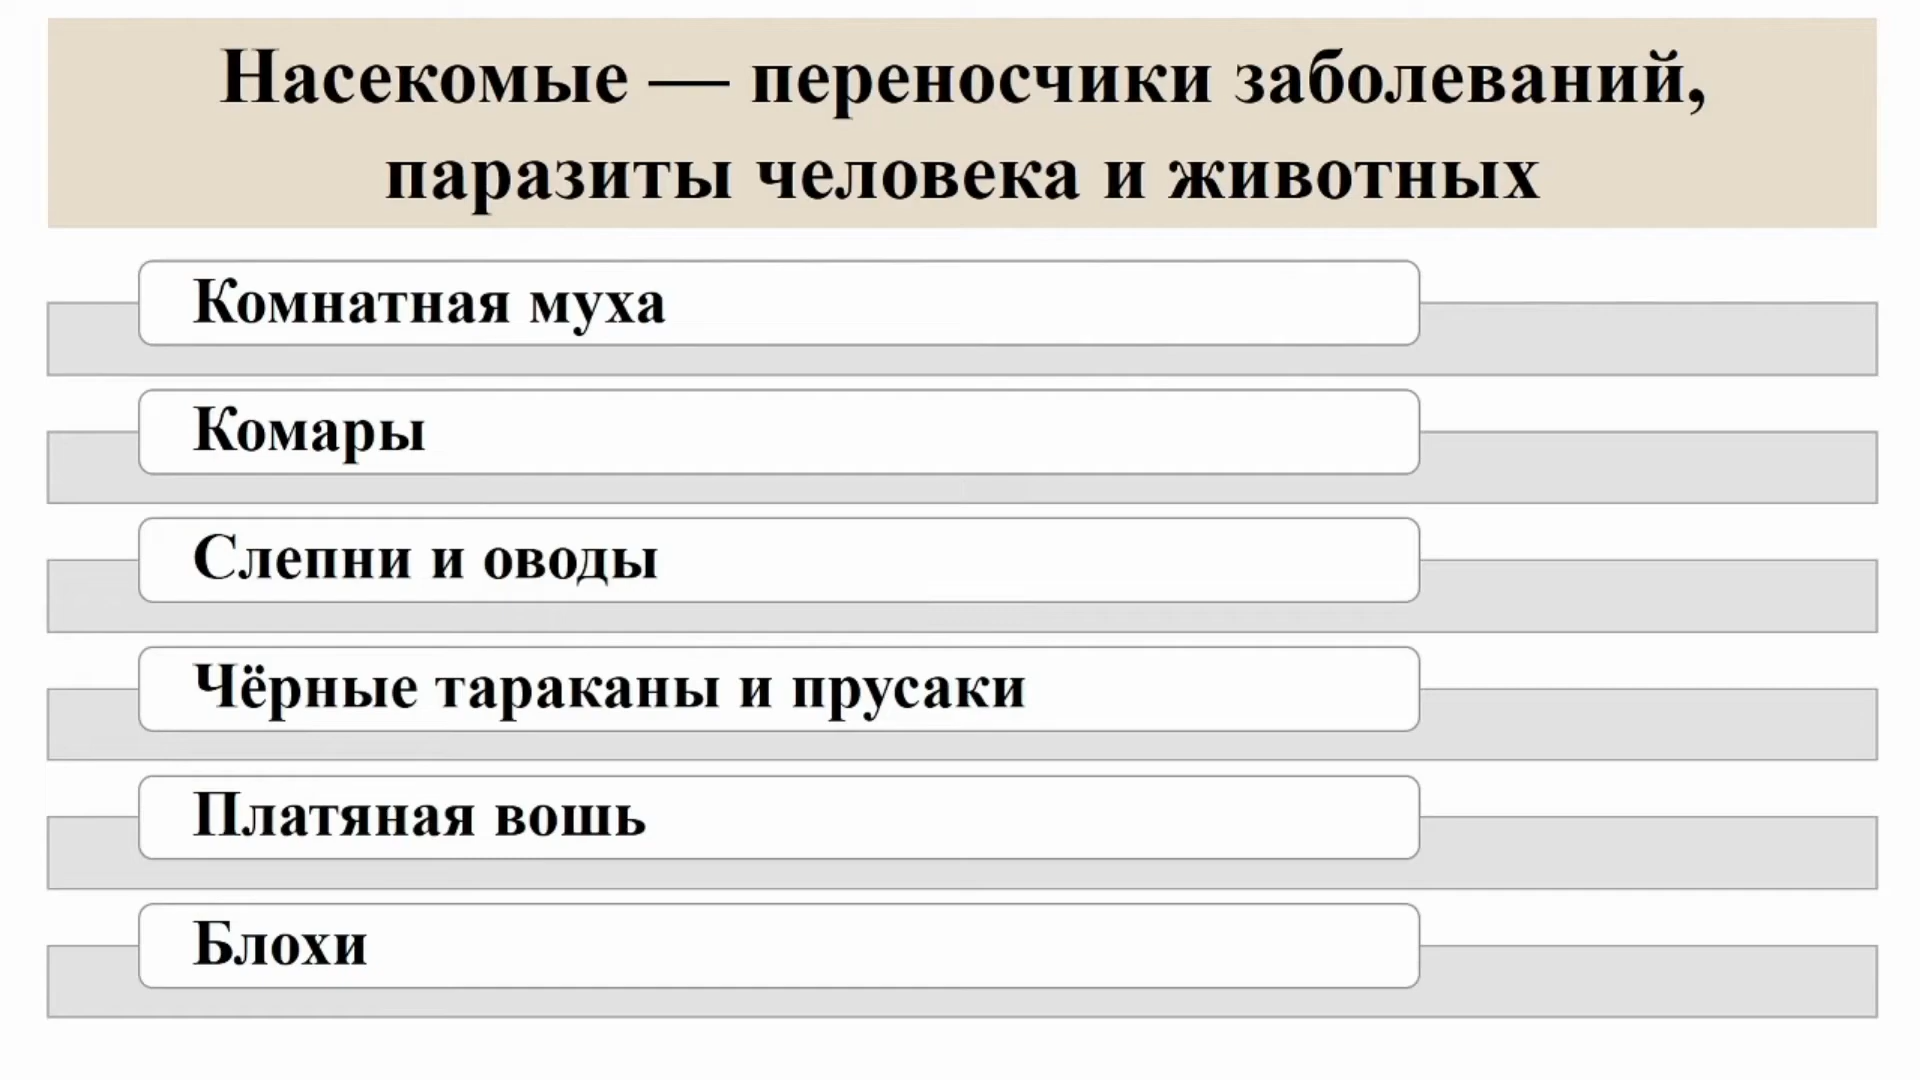 Насекомые — переносчики заболеваний,
паразиты человека и животных
Комнатная муха
Комары
Слепни и оводы
Чёрные тараканы и прусаки
Платяная вошь
Блохи